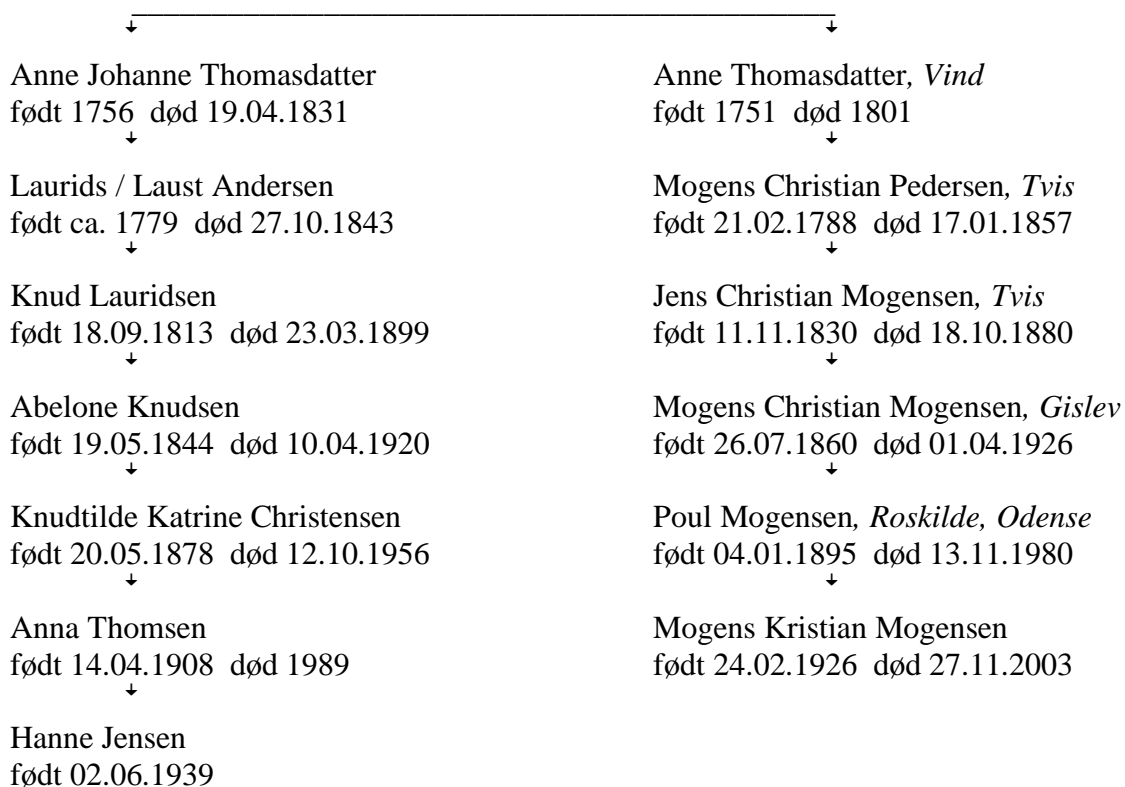 Anne Johanne Thomasdatter
født 1756 død 19.04.1831
Laurids / Laust Andersen
født ca. 1779 død 27.10.1843
Knud Lauridsen
født 18.09.1813 død 23.03.1899
Abelone Knudsen
født 19.05.1844 død 10.04.1920
Knudtilde Katrine Christensen
født 20.05.1878 død 12.10.1956
Anna Thomsen
født 14.04.1908 død 1989
Hanne Jensen
født 02.06.1939
Anne Thomasdatter, Vind
født 1751 død 1801
Mogens Christian Pedersen, Tvis
født 21.02.1788 død 17.01.1857
Jens Christian Mogensen, Tvis
født 11.11.1830 død 18.10.1880
Mogens Christian Mogensen, Gislev
født 26.07.1860 død 01.04.1926
Poul Mogensen, Roskilde, Odense
født 04.01.1895 død 13.11.1980
Mogens Kristian Mogensen
født 24.02.1926 død 27.11.2003